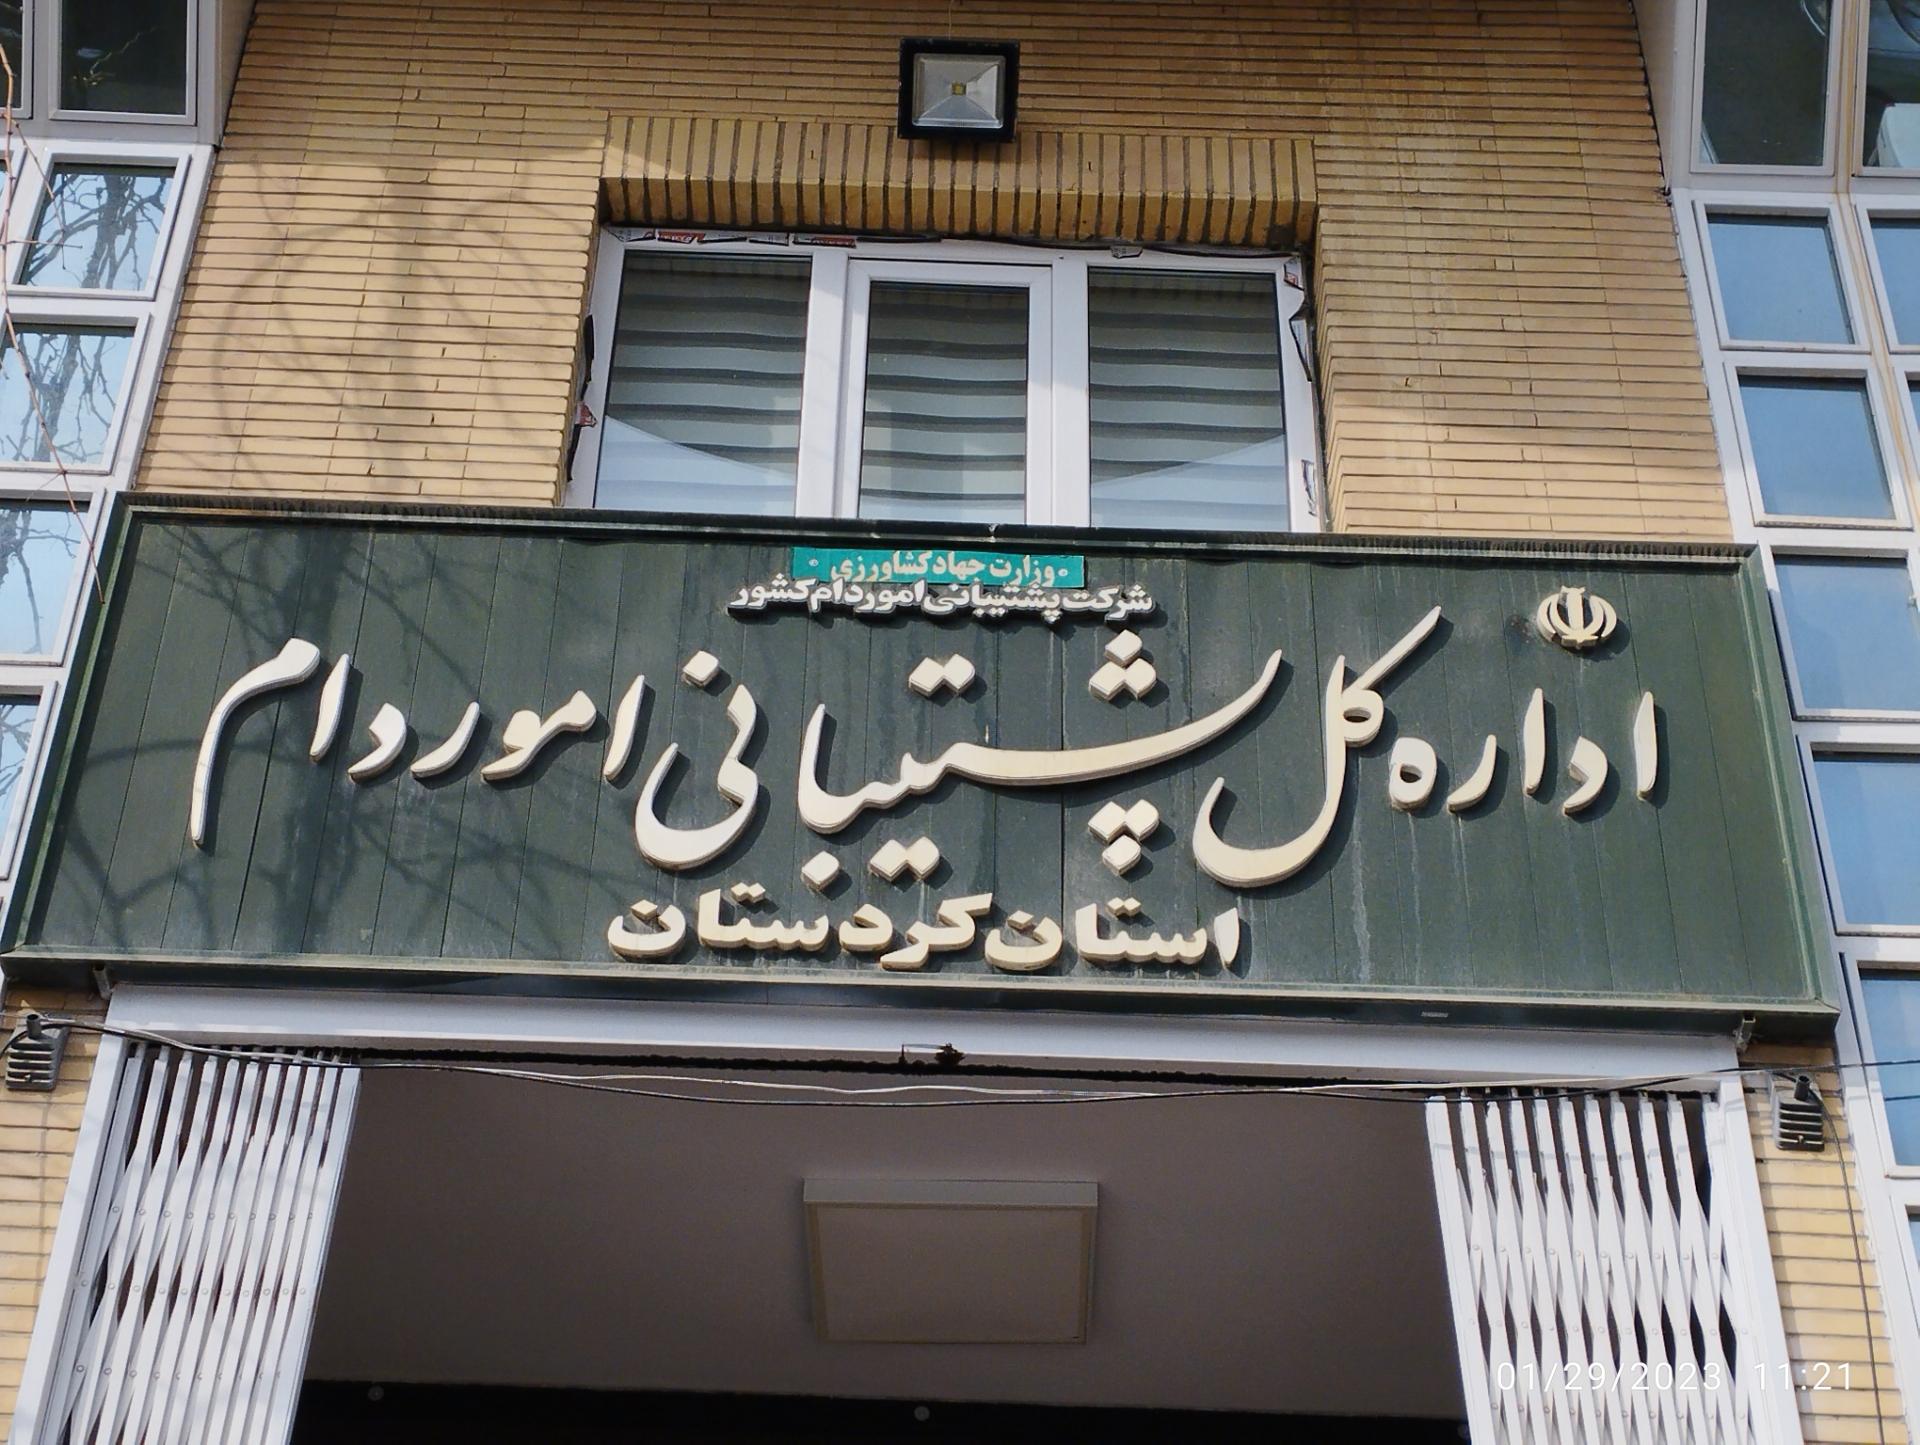 وزارت جهاد کشاورزی
شرکت پشتیبانی امور دام کشور
اداره کل پشتیبانی امور دام
استان کردستان
01/29/2023 11:21